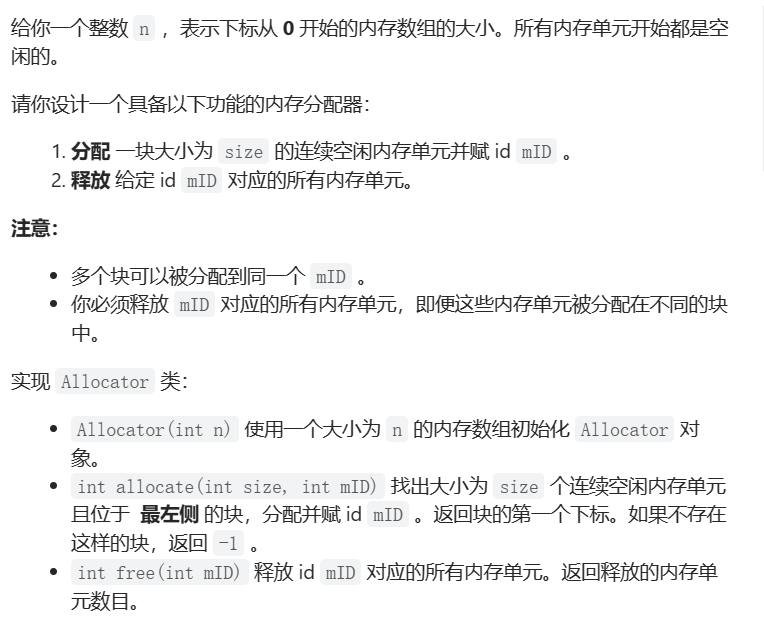 给你一个整数 n ，表示下标从 0 开始的内存数组的大小。所有内存单元开始都是空
闲的。
请你设计一个具备以下功能的内存分配器：
1. 分配 一块大小为 size 的连续空闲内存单元并赋 id mID 。
2. 释放 给定 id mID 对应的所有内存单元。
注意：
• 多个块可以被分配到同一个 mID 。
• 你必须释放 mID 对应的所有内存单元，即便这些内存单元被分配在不同的块
中。
实现 Allocator 类：
• Allocator(int n) 使用一个大小为 n 的内存数组初始化 Allocator 对
象。
• int allocate(int size, int mID) 找出大小为 size 个连续空闲内存单元
且位于 最左侧 的块，分配并赋 id mID 。返回块的第一个下标。如果不存在
这样的块，返回 -1 。
• int free(int mID) 释放 id mID 对应的所有内存单元。返回释放的内存单
元数目。